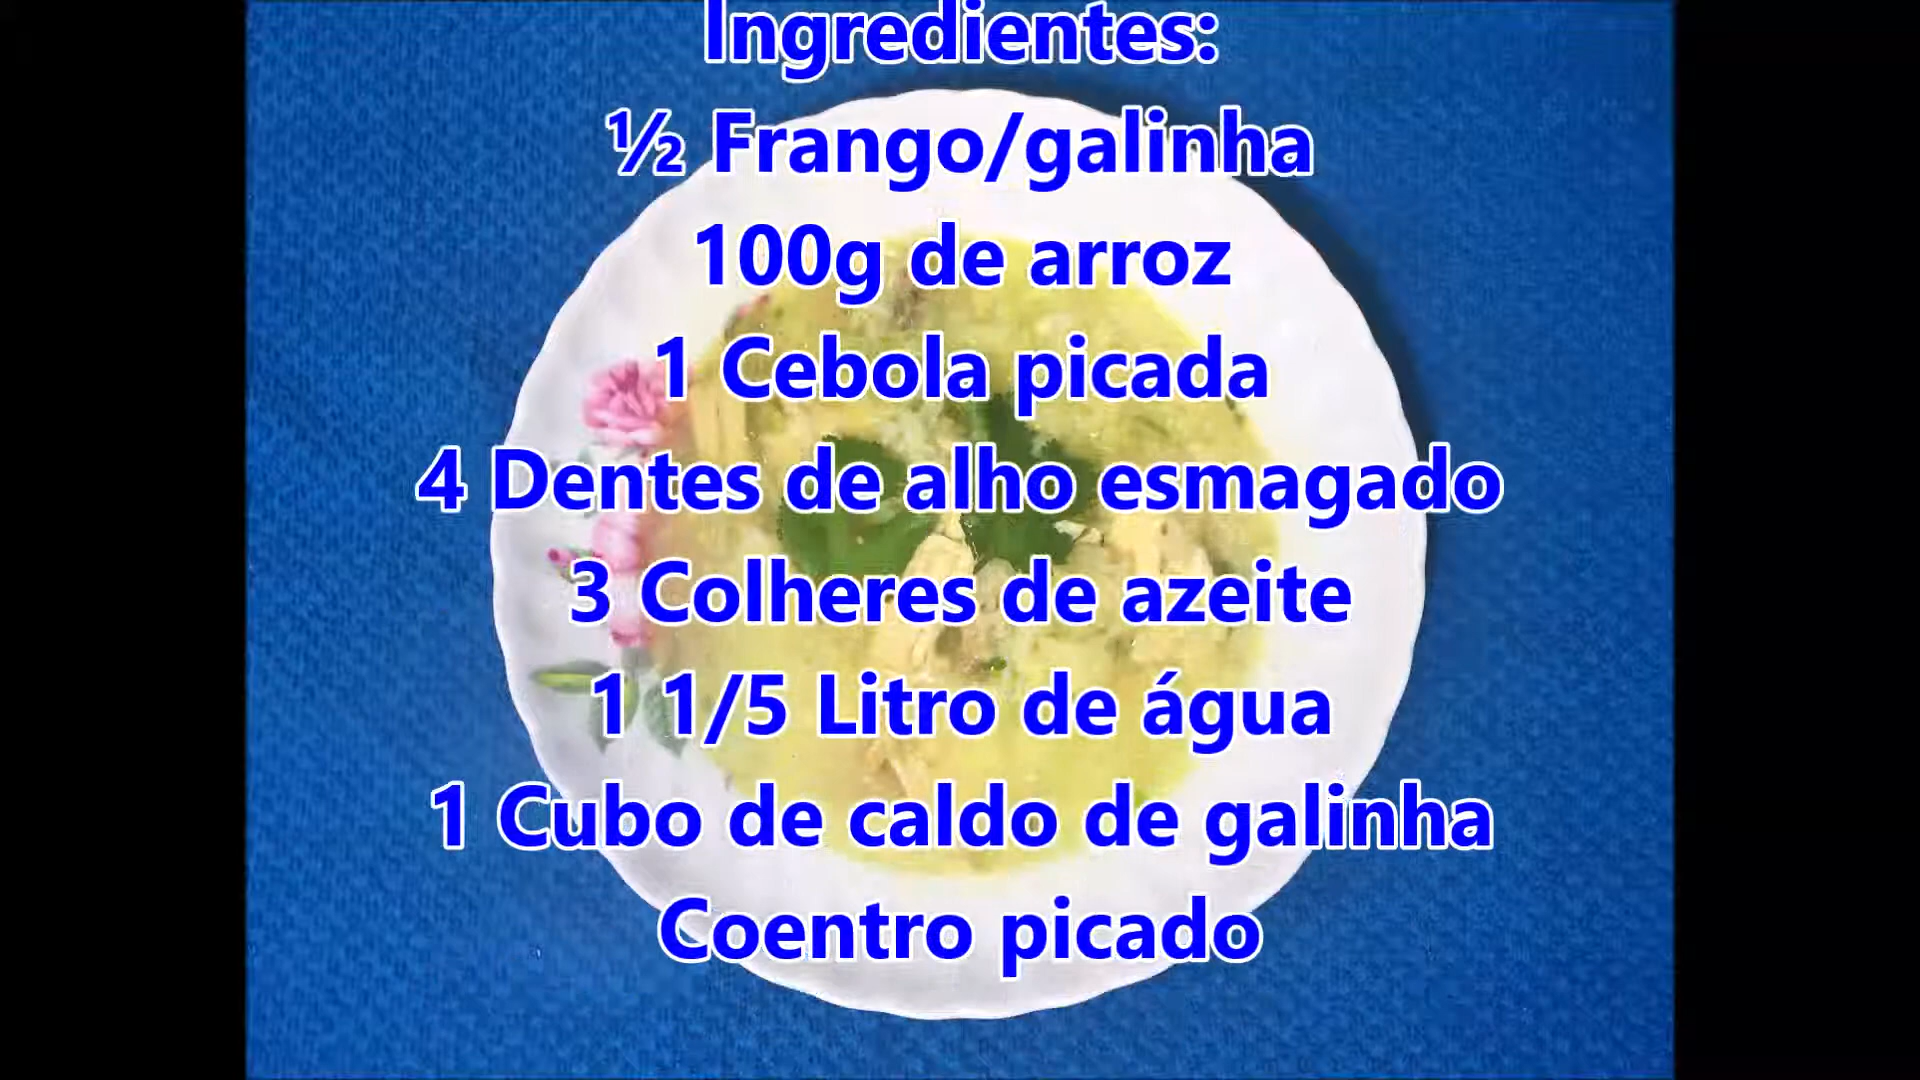 Ingredientes:
½ Frango/galinha
100g de arroz
1 Cebola picada
4 Dentes de alho esmagado
3 Colheres de azeite
1 1/5 Litro de água
1 Cubo de caldo de galinha
Coentro picado